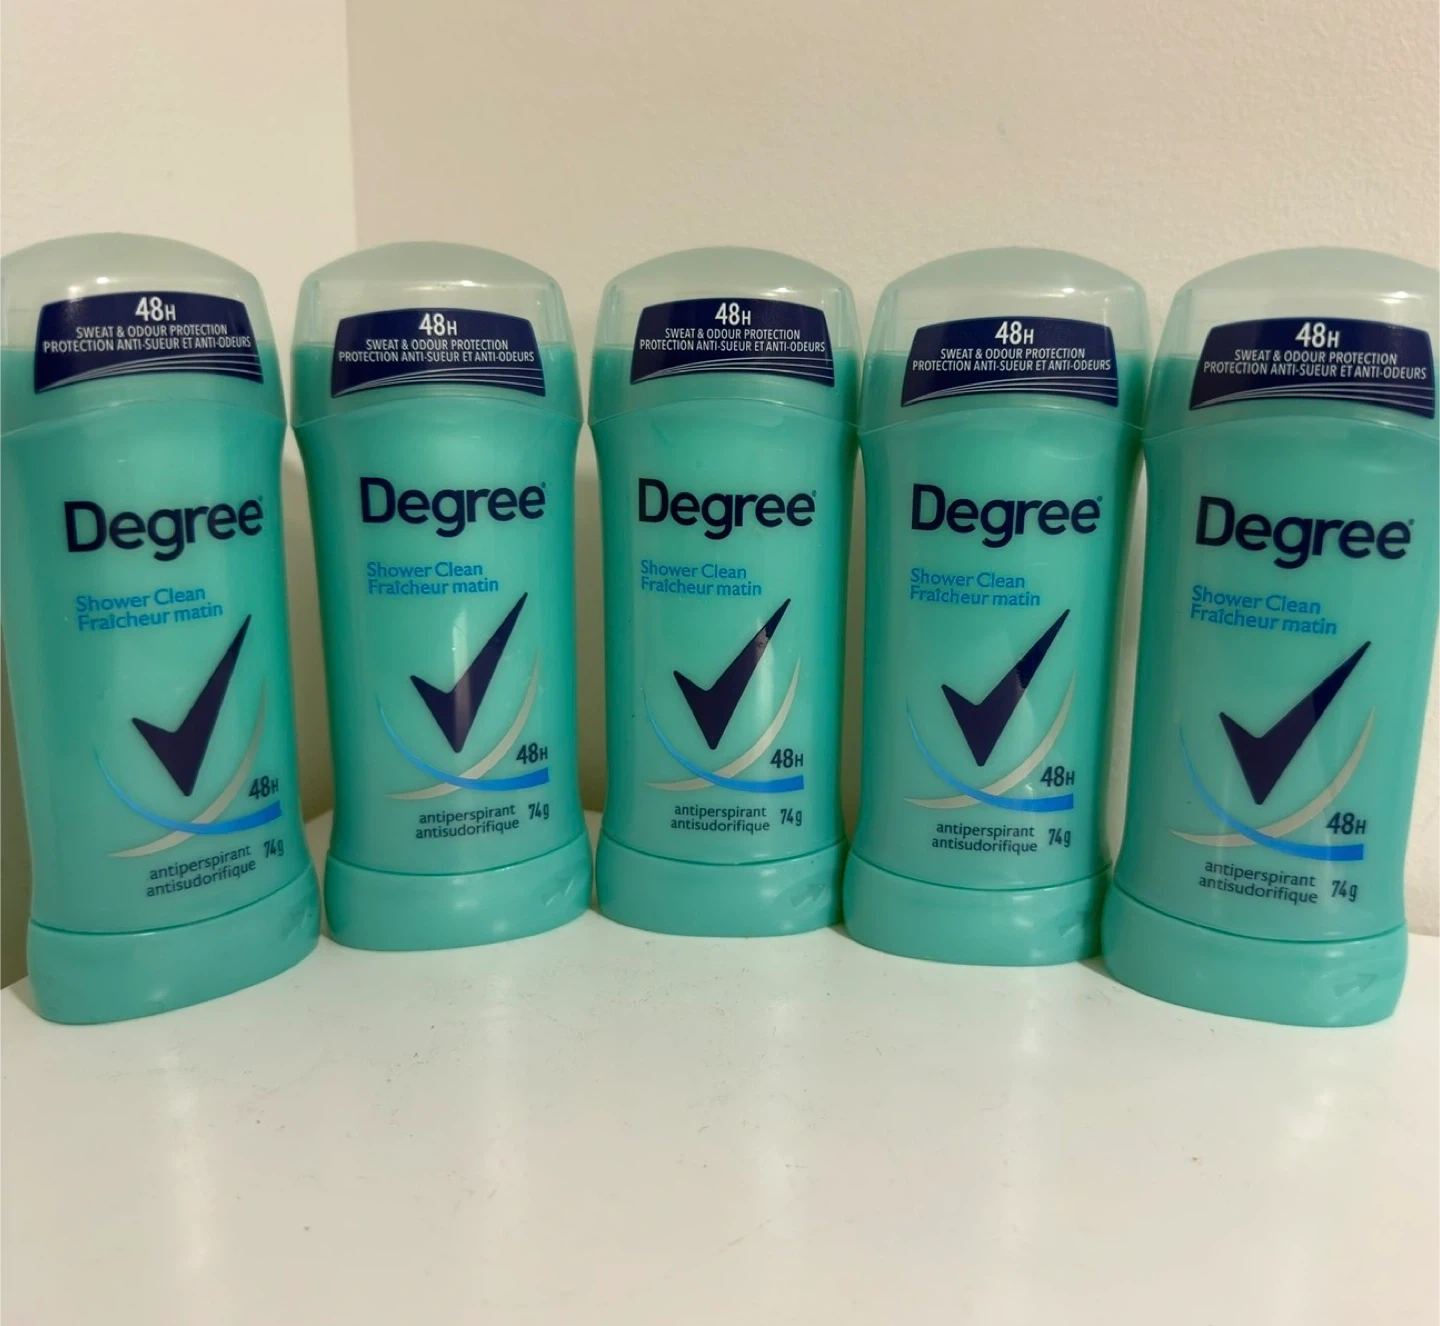 48H
SWEAT & ODOUR PROTECTION
PROTECTION ANTI-SUEUR ET ANTI-ODEURS
Degree
Shower Clean
Fraîcheur matin
48H
antiperspirant
antisudorifique 74g
48H
SWEAT & ODOUR PROTECTION
PROTECTION ANTI-SUEUR ET ANTI-ODEURS
Degree
Shower Clean
Fraîcheur matin
48H
antiperspirant
antisudorifique 74g
48H
SWEAT & ODOUR PROTECTION
PROTECTION ANTI-SUEUR ET ANTI-ODEURS
Degree
Shower Clean
Fraîcheur matin
48H
antiperspirant
antisudorifique 74g
48H
SWEAT & ODOUR PROTECTION
PROTECTION ANTI-SUEUR ET ANTI-ODEURS
Degree
Shower Clean
Fraîcheur matin
48H
antiperspirant
antisudorifique 74g
48H
SWEAT & ODOUR PROTECTION
PROTECTION ANTI-SUEUR ET ANTI-ODEURS
Degree
Shower Clean
Fraîcheur matin
48H
antiperspirant
antisudorifique 74g